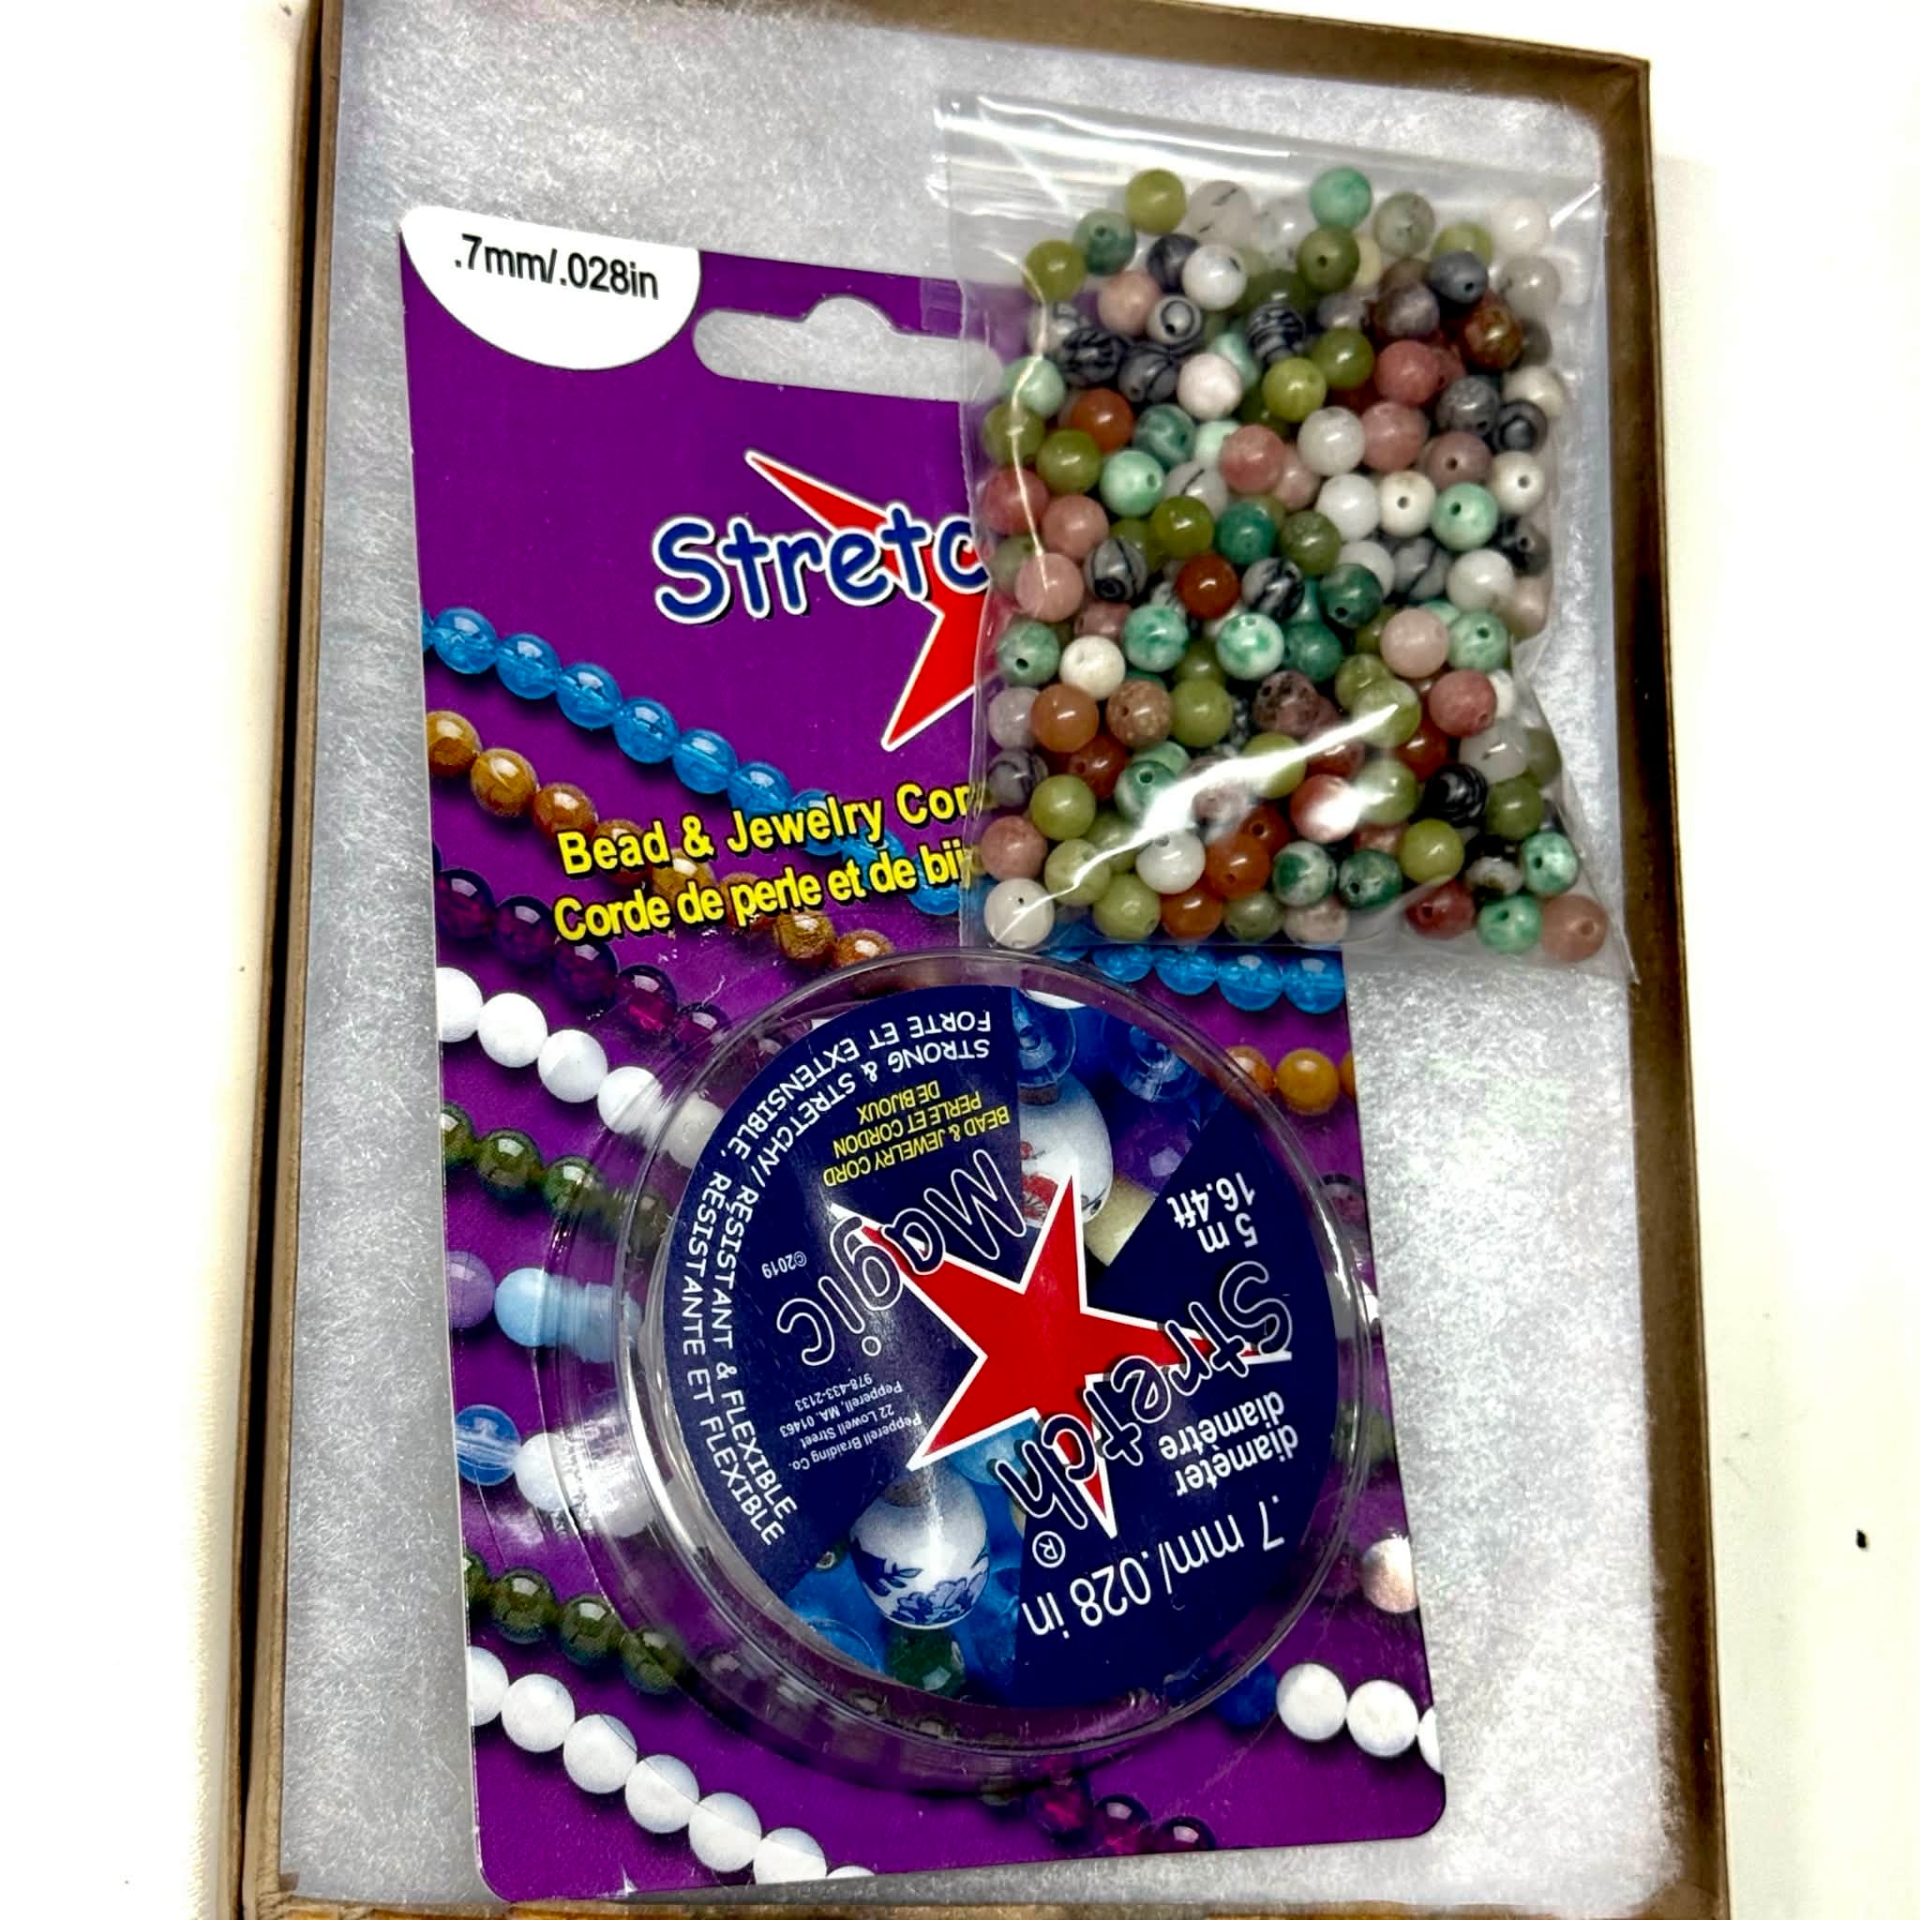 .7mm/.028in
Stretc
Bead & Jewelry Cor
Corde de perle et de bij
STRONG & STRETCHY/ RÉSISTANT & FLEXIBLE
FORTE ET EXTENSIBLE, RÉSISTANTE ET FLEXIBLE
BEAD & JEWELRY CORD
PERLE ET CORDON
DE BIJOUX
5 m
16.4ft
Stretch®
Magic
©2019
Pepperell Braiding Co.
22 Lowell Street
Pepperell, MA. 01463
978-433-2133
diameter
diamètre
.7 mm/.028 in